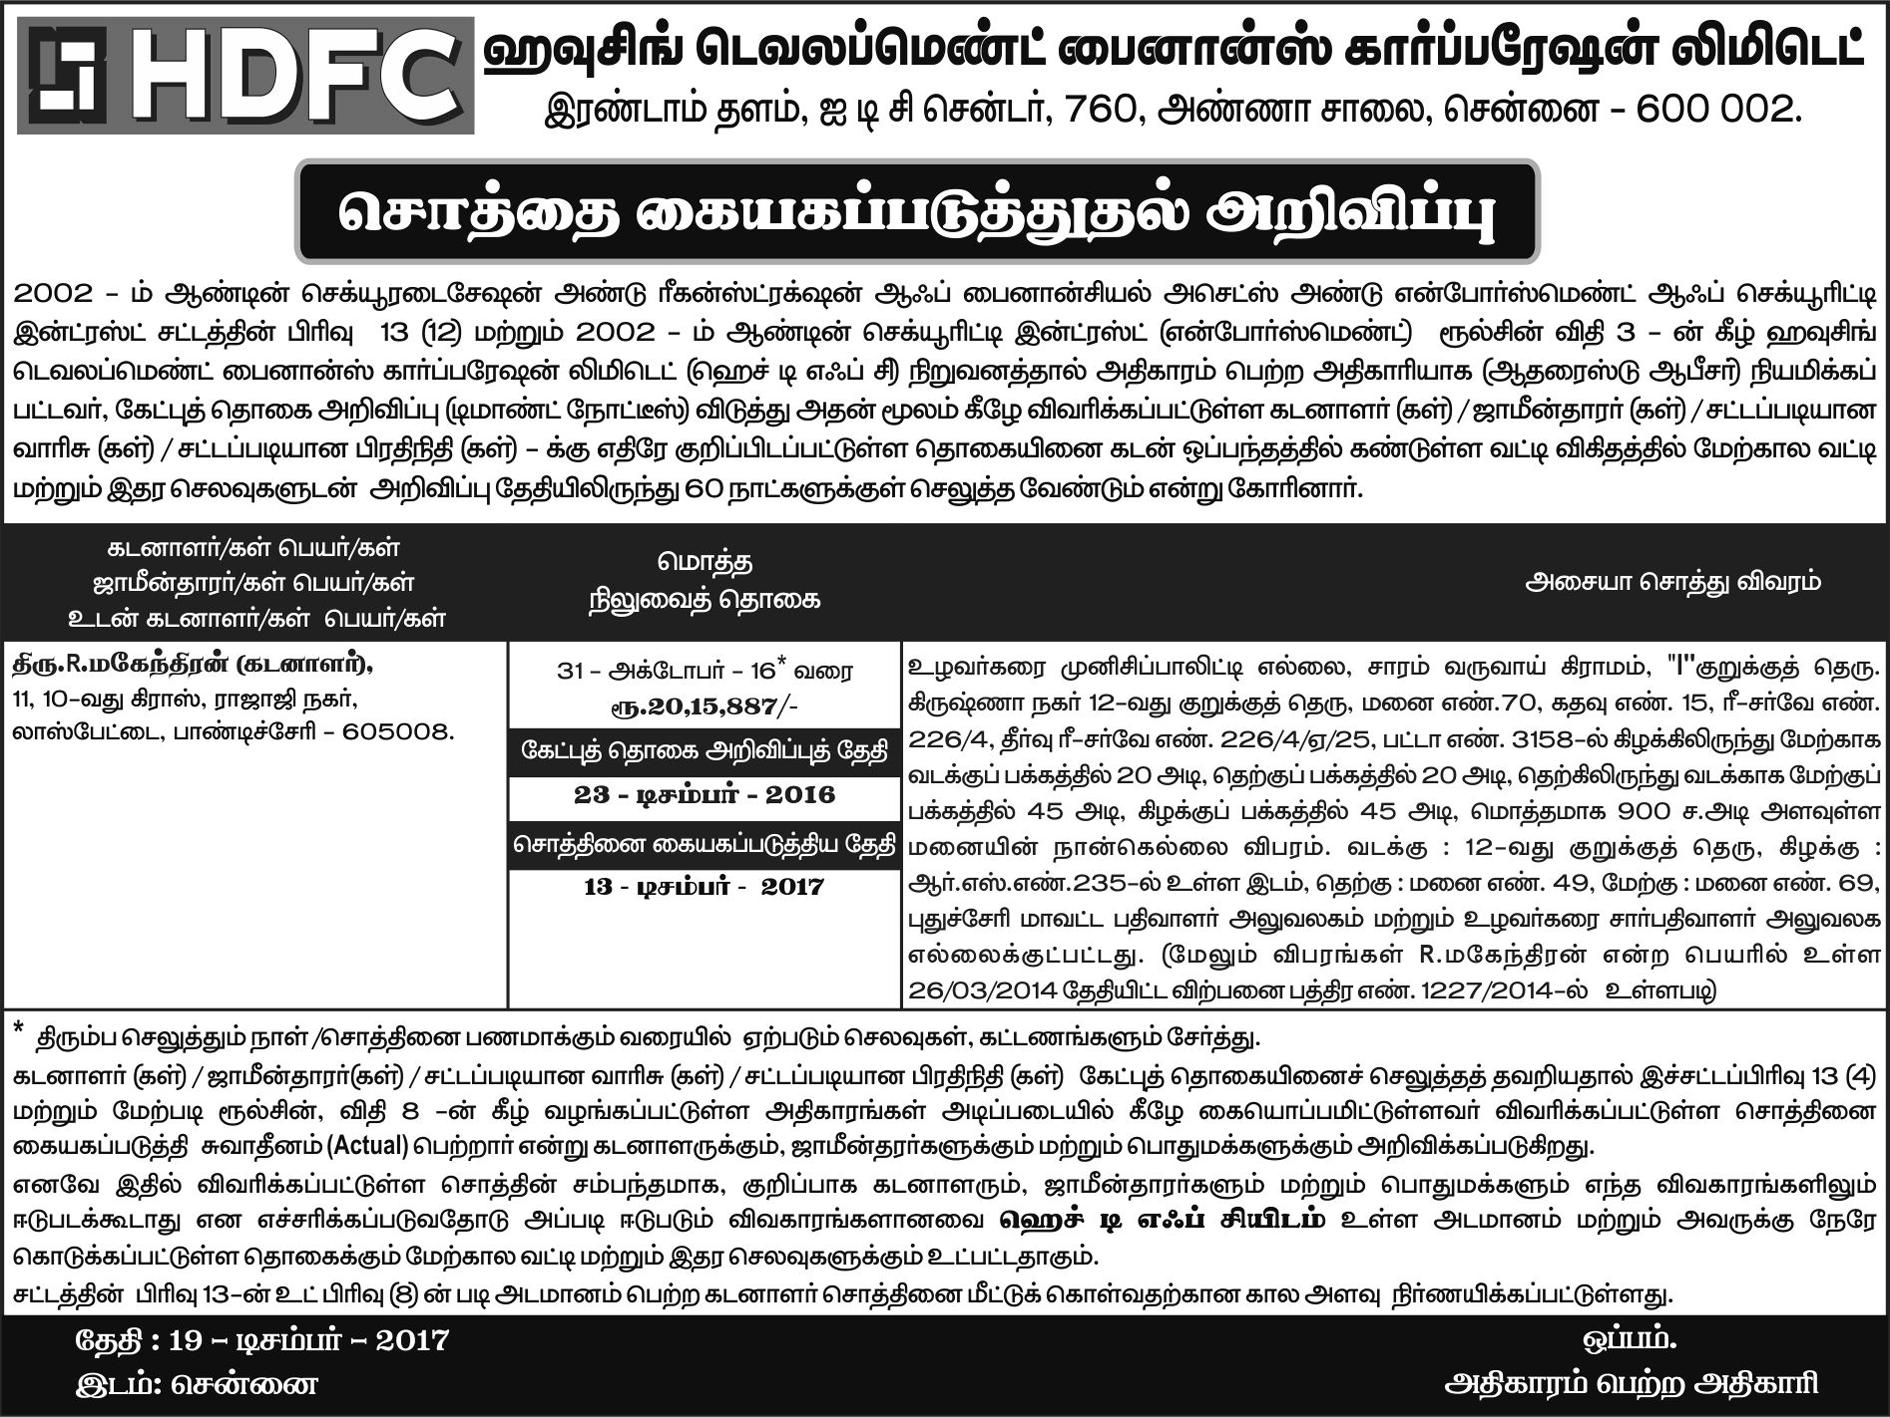 HDFC
ஹவுசிங் டெவலப்மெண்ட் பைனான்ஸ் கார்ப்பரேஷன் லிமிடெட்
இரண்டாம் தளம், ஐ டி சி சென்டர், 760, அண்ணா சாலை, சென்னை - 600 002.
சொத்தை கையகப்படுத்துதல் அறிவிப்பு
2002 - ம் ஆண்டின் செக்யூரடைசேஷன் அண்டு ரீகன்ஸ்ட்ரக்ஷன் ஆஃப் பைனான்சியல் அசெட்ஸ் அண்டு என்போர்ஸ்மெண்ட் ஆஃப் செக்யூரிட்டி
இன்ட்ரஸ்ட் சட்டத்தின் பிரிவு 13 (12) மற்றும் 2002 - ம் ஆண்டின் செக்யூரிட்டி இன்ட்ரஸ்ட் (என்போர்ஸ்மெண்ட்) ரூல்சின் விதி 3 - ன் கீழ் ஹவுசிங்
டெவலப்மெண்ட் பைனான்ஸ் கார்ப்பரேஷன் லிமிடெட் (ஹெச் டி எஃப் சி) நிறுவனத்தால் அதிகாரம் பெற்ற அதிகாரியாக (ஆதரைஸ்டு ஆபீசர்) நியமிக்கப்
பட்டவர், கேட்புத் தொகை அறிவிப்பு (டிமாண்ட் நோட்டீஸ்) விடுத்து அதன் மூலம் கீழே விவரிக்கப்பட்டுள்ள கடனாளர் (கள்) / ஜாமீன்தாரர் (கள்) / சட்டப்படியான
வாரிசு (கள்) / சட்டப்படியான பிரதிநிதி (கள்) - க்கு எதிரே குறிப்பிடப்பட்டுள்ள தொகையினை கடன் ஒப்பந்தத்தில் கண்டுள்ள வட்டி விகிதத்தில் மேற்கால வட்டி
மற்றும் இதர செலவுகளுடன் அறிவிப்பு தேதியிலிருந்து 60 நாட்களுக்குள் செலுத்த வேண்டும் என்று கோரினார்.
கடனாளர்/கள் பெயர்/கள்
ஜாமீன்தாரர்/கள் பெயர்/கள்
உடன் கடனாளர்/கள் பெயர்/கள்
மொத்த
நிலுவைத் தொகை
அசையா சொத்து விவரம்
திரு.R.மகேந்திரன் (கடனாளர்),
11, 10-வது கிராஸ், ராஜாஜி நகர்,
லாஸ்பேட்டை, பாண்டிச்சேரி - 605008.
31 - அக்டோபர் - 16* வரை
ரூ.20,15,887/-
கேட்புத் தொகை அறிவிப்புத் தேதி
23 - டிசம்பர் - 2016
சொத்தினை கையகப்படுத்திய தேதி
13 - டிசம்பர் - 2017
உழவர்கரை முனிசிப்பாலிட்டி எல்லை, சாரம் வருவாய் கிராமம், "I"குறுக்குத் தெரு.
கிருஷ்ணா நகர் 12-வது குறுக்குத் தெரு, மனை எண்.70, கதவு எண். 15, ரீ-சர்வே எண்.
226/4, தீர்வு ரீ-சர்வே எண். 226/4/ஏ/25, பட்டா எண். 3158-ல் கிழக்கிலிருந்து மேற்காக
வடக்குப் பக்கத்தில் 20 அடி, தெற்குப் பக்கத்தில் 20 அடி, தெற்கிலிருந்து வடக்காக மேற்குப்
பக்கத்தில் 45 அடி, கிழக்குப் பக்கத்தில் 45 அடி, மொத்தமாக 900 ச.அடி அளவுள்ள
மனையின் நான்கெல்லை விபரம். வடக்கு : 12-வது குறுக்குத் தெரு, கிழக்கு :
ஆர்.எஸ்.எண்.235-ல் உள்ள இடம், தெற்கு : மனை எண். 49, மேற்கு : மனை எண். 69,
புதுச்சேரி மாவட்ட பதிவாளர் அலுவலகம் மற்றும் உழவர்கரை சார்பதிவாளர் அலுவலக
எல்லைக்குட்பட்டது. (மேலும் விபரங்கள் R.மகேந்திரன் என்ற பெயரில் உள்ள
26/03/2014 தேதியிட்ட விற்பனை பத்திர எண். 1227/2014-ல் உள்ளபடி)
* திரும்ப செலுத்தும் நாள் /சொத்தினை பணமாக்கும் வரையில் ஏற்படும் செலவுகள், கட்டணங்களும் சேர்த்து.
கடனாளர் (கள்) / ஜாமீன்தாரர்(கள்) / சட்டப்படியான வாரிசு (கள்) / சட்டப்படியான பிரதிநிதி (கள்) கேட்புத் தொகையினைச் செலுத்தத் தவறியதால் இச்சட்டப்பிரிவு 13 (4)
மற்றும் மேற்படி ரூல்சின், விதி 8 -ன் கீழ் வழங்கப்பட்டுள்ள அதிகாரங்கள் அடிப்படையில் கீழே கையொப்பமிட்டுள்ளவர் விவரிக்கப்பட்டுள்ள சொத்தினை
கையகப்படுத்தி சுவாதீனம் (Actual) பெற்றார் என்று கடனாளருக்கும், ஜாமீன்தரர்களுக்கும் மற்றும் பொதுமக்களுக்கும் அறிவிக்கப்படுகிறது.
எனவே இதில் விவரிக்கப்பட்டுள்ள சொத்தின் சம்பந்தமாக, குறிப்பாக கடனாளரும், ஜாமீன்தாரர்களும் மற்றும் பொதுமக்களும் எந்த விவகாரங்களிலும்
ஈடுபடக்கூடாது என எச்சரிக்கப்படுவதோடு அப்படி ஈடுபடும் விவகாரங்களானவை ஹெச் டி எஃப் சியிடம் உள்ள அடமானம் மற்றும் அவருக்கு நேரே
கொடுக்கப்பட்டுள்ள தொகைக்கும் மேற்கால வட்டி மற்றும் இதர செலவுகளுக்கும் உட்பட்டதாகும்.
சட்டத்தின் பிரிவு 13-ன் உட் பிரிவு (8) ன் படி அடமானம் பெற்ற கடனாளர் சொத்தினை மீட்டுக் கொள்வதற்கான கால அளவு நிர்ணயிக்கப்பட்டுள்ளது.
தேதி : 19 - டிசம்பர் - 2017
இடம்: சென்னை
ஒப்பம்.
அதிகாரம் பெற்ற அதிகாரி